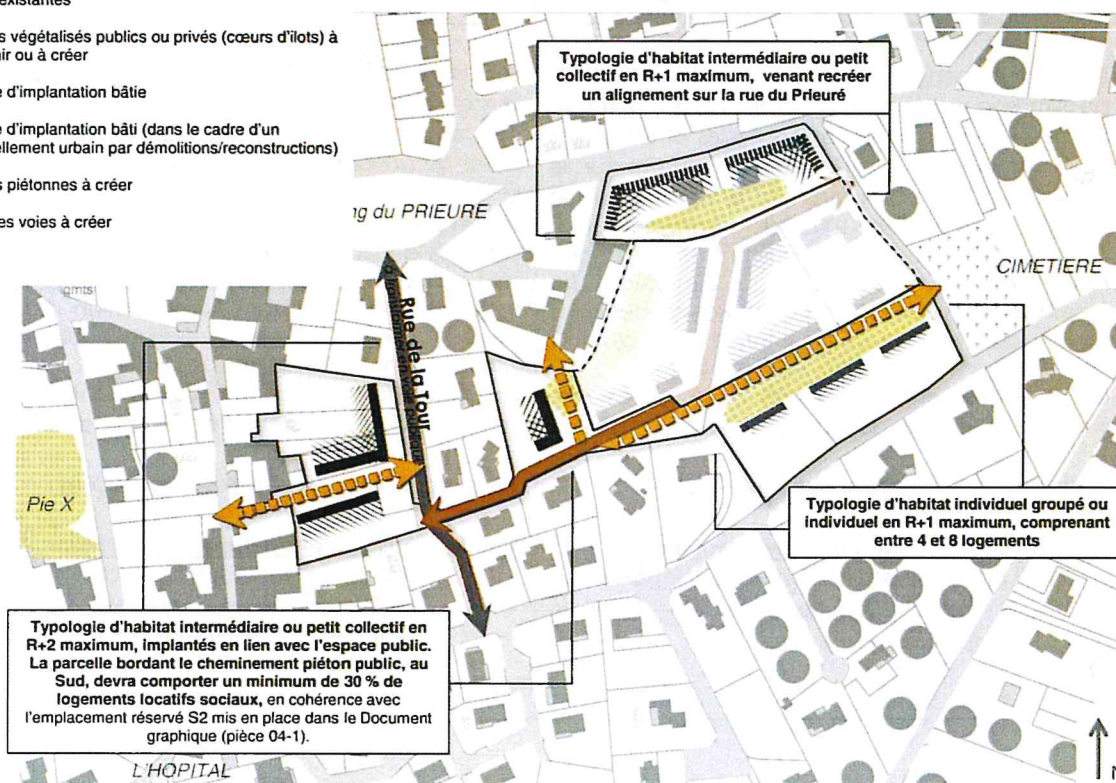 existantes
s végétalisés publics ou privés (cœurs d'ilots) à
ir ou à créer
e d'implantation bâtie
e d'implantation bâti (dans le cadre d'un
ellement urbain par démolitions/reconstructions)
s piétonnes à créer
es voies à créer
Typologie d'habitat intermédiaire ou petit
collectif en R+1 maximum, venant recréer
un alignement sur la rue du Prieuré
ng du PRIEURE
CIMETIERE
gmts
Rue de la Tour
Pie X
Typologie d'habitat individuel groupé ou
individuel en R+1 maximum, comprenant
entre 4 et 8 logements
Typologie d'habitat intermédiaire ou petit collectif en
R+2 maximum, implantés en lien avec l'espace public.
La parcelle bordant le cheminement piéton public, au
Sud, devra comporter un minimum de 30 % de
logements locatifs sociaux, en cohérence avec
l'emplacement réservé S2 mis en place dans le Document
graphique (pièce 04-1).
L'HOPITAL